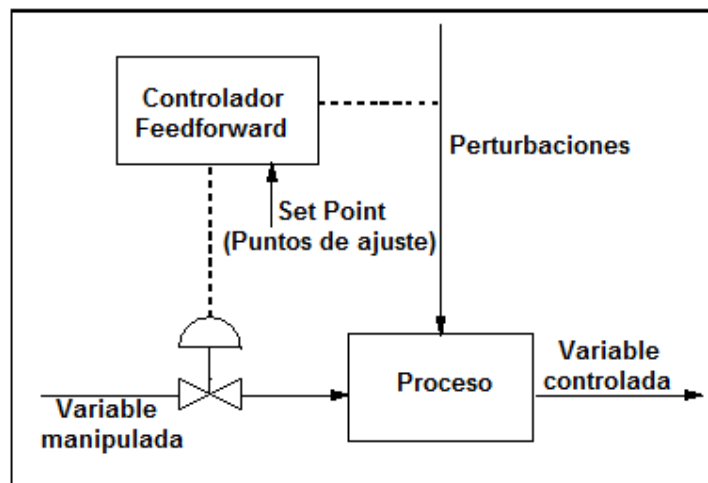 Controlador
Feedforward
Perturbaciones
Set Point
(Puntos de ajuste)
Variable
controlada
Proceso
Variable
manipulada